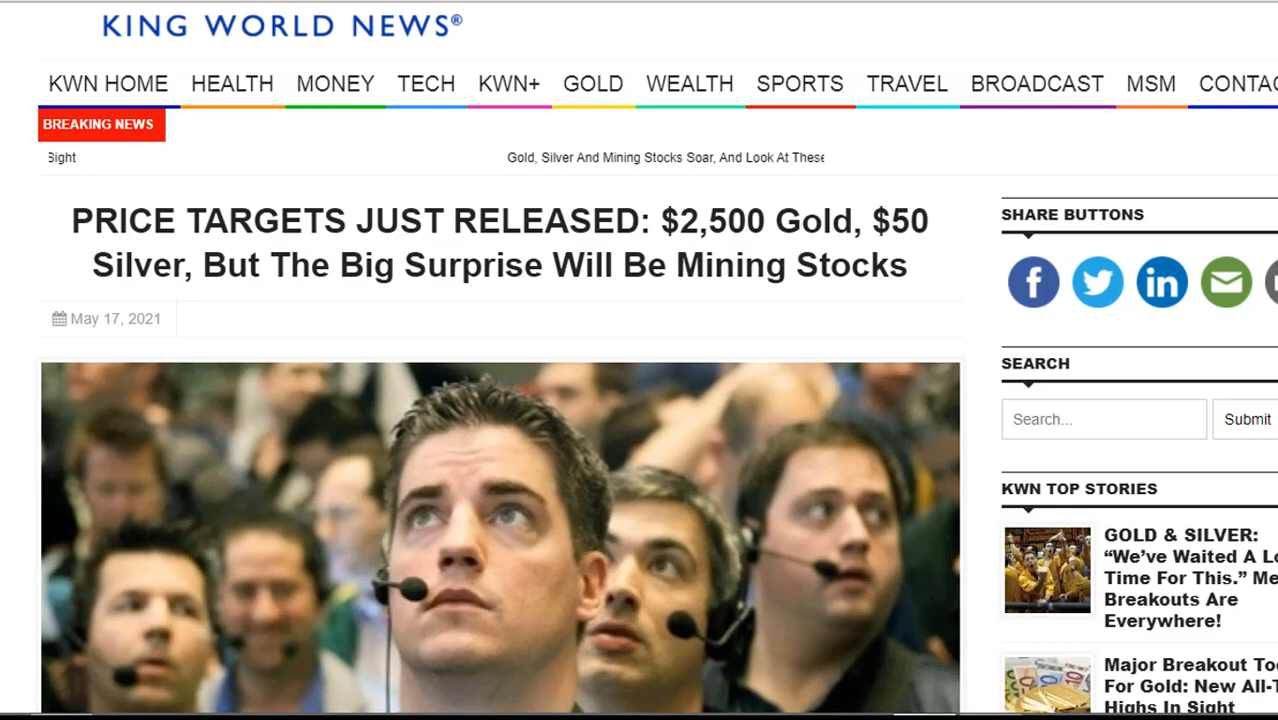 KING WORLD NEWS®
KWN HOME HEALTH MONEY TECH KWN+ GOLD WEALTH SPORTS TRAVEL BROADCAST MSM CONTAC
BREAKING NEWS
Sight Gold, Silver And Mining Stocks Soar, And Look At These
PRICE TARGETS JUST RELEASED: $2,500 Gold, $50
Silver, But The Big Surprise Will Be Mining Stocks
May 17, 2021
SHARE BUTTONS
SEARCH
Search...
Submit
KWN TOP STORIES
GOLD & SILVER:
“We’ve Waited A Lo
Time For This.” Me
Breakouts Are
Everywhere!
Major Breakout To
For Gold: New All-T
Highs In Sight